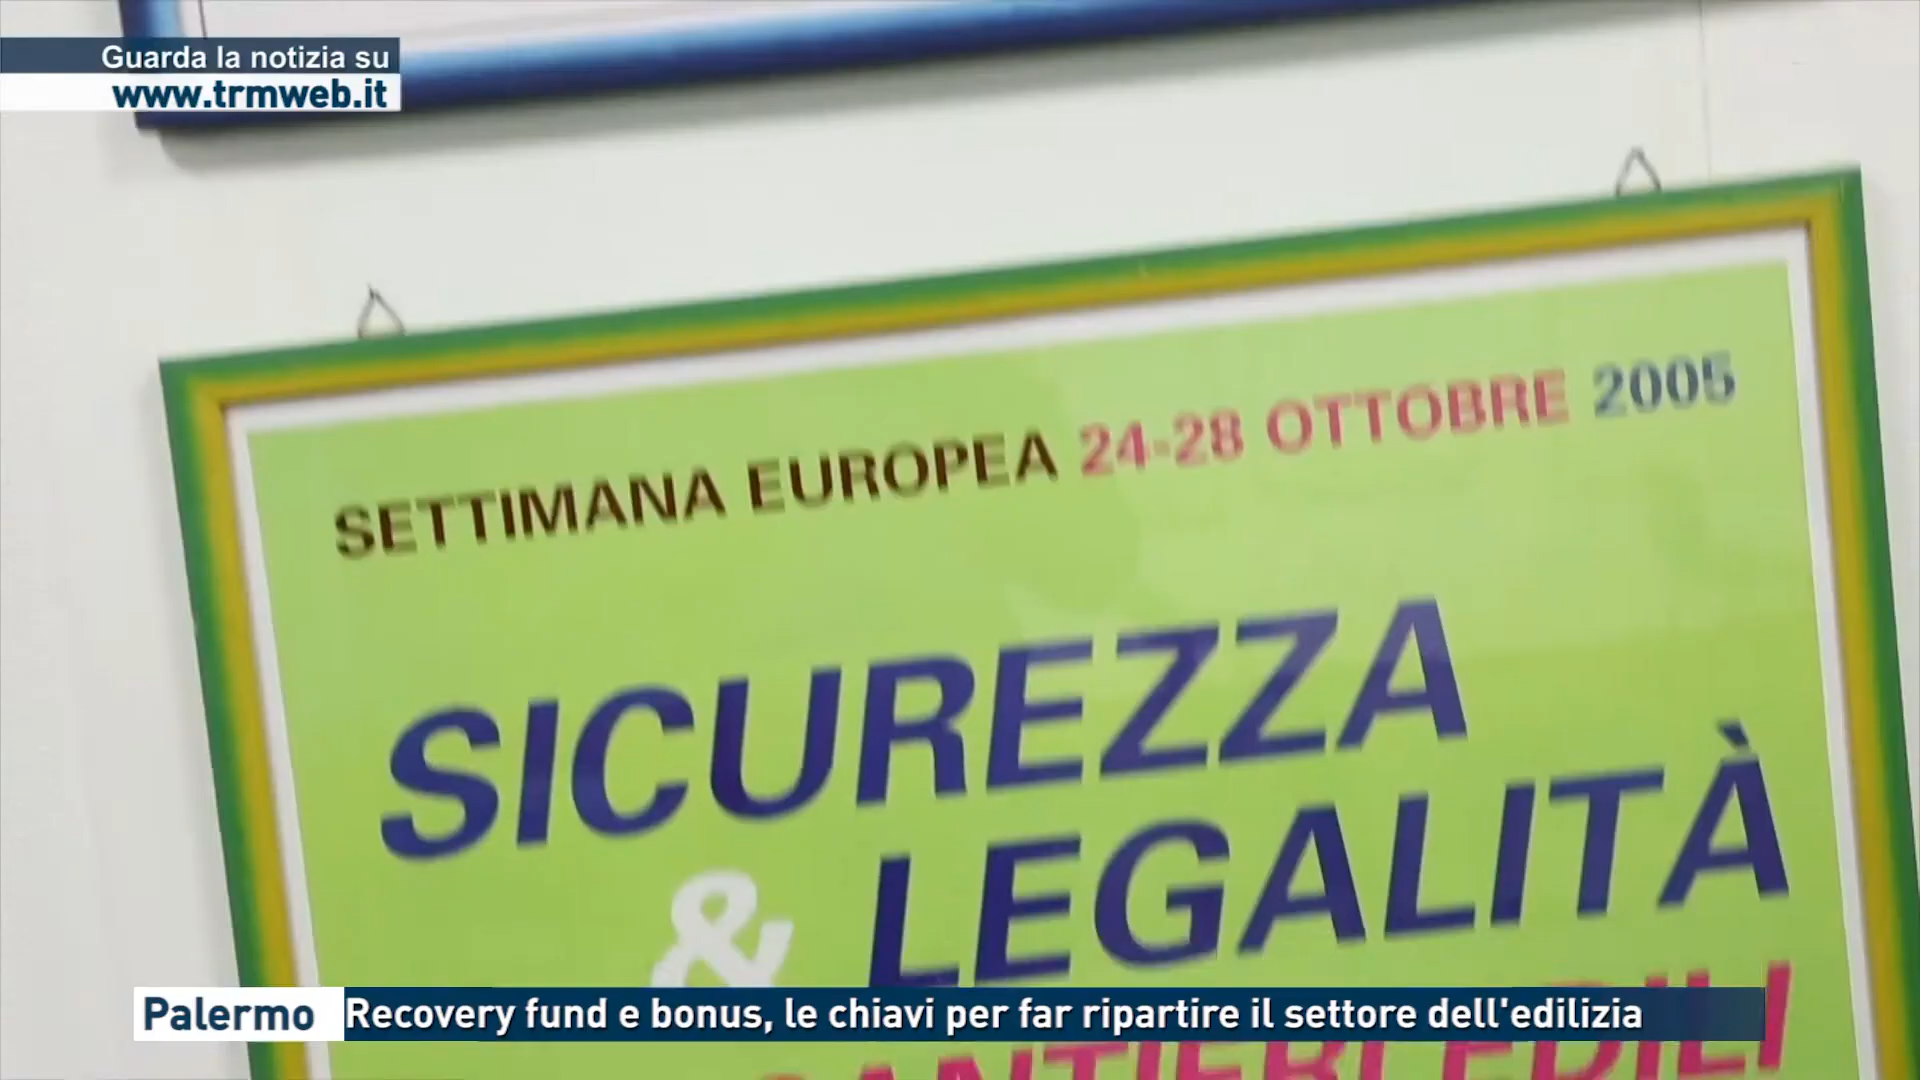 Guarda la notizia su
www.trmweb.it
SETTIMANA EUROPEA 24-28 OTTOBRE 2005
SICUREZZA
& LEGALITÀ
EDILI
Palermo Recovery fund e bonus, le chiavi per far ripartire il settore dell'edilizia